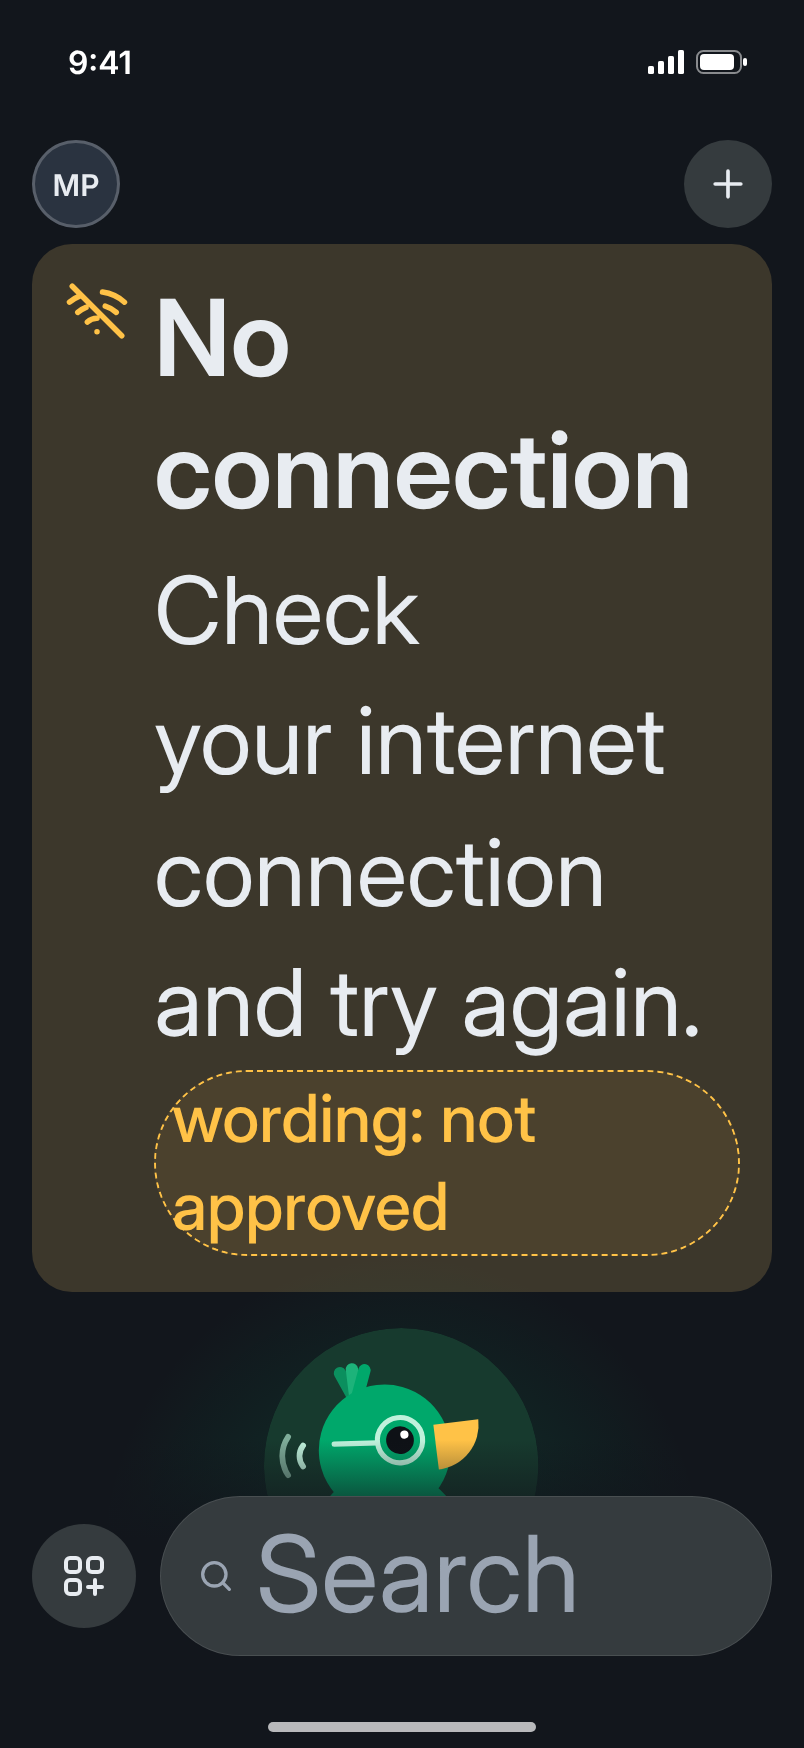 9:41
MP
No
connection
Check
your internet
connection
and try again.
wording: not
approved
Search